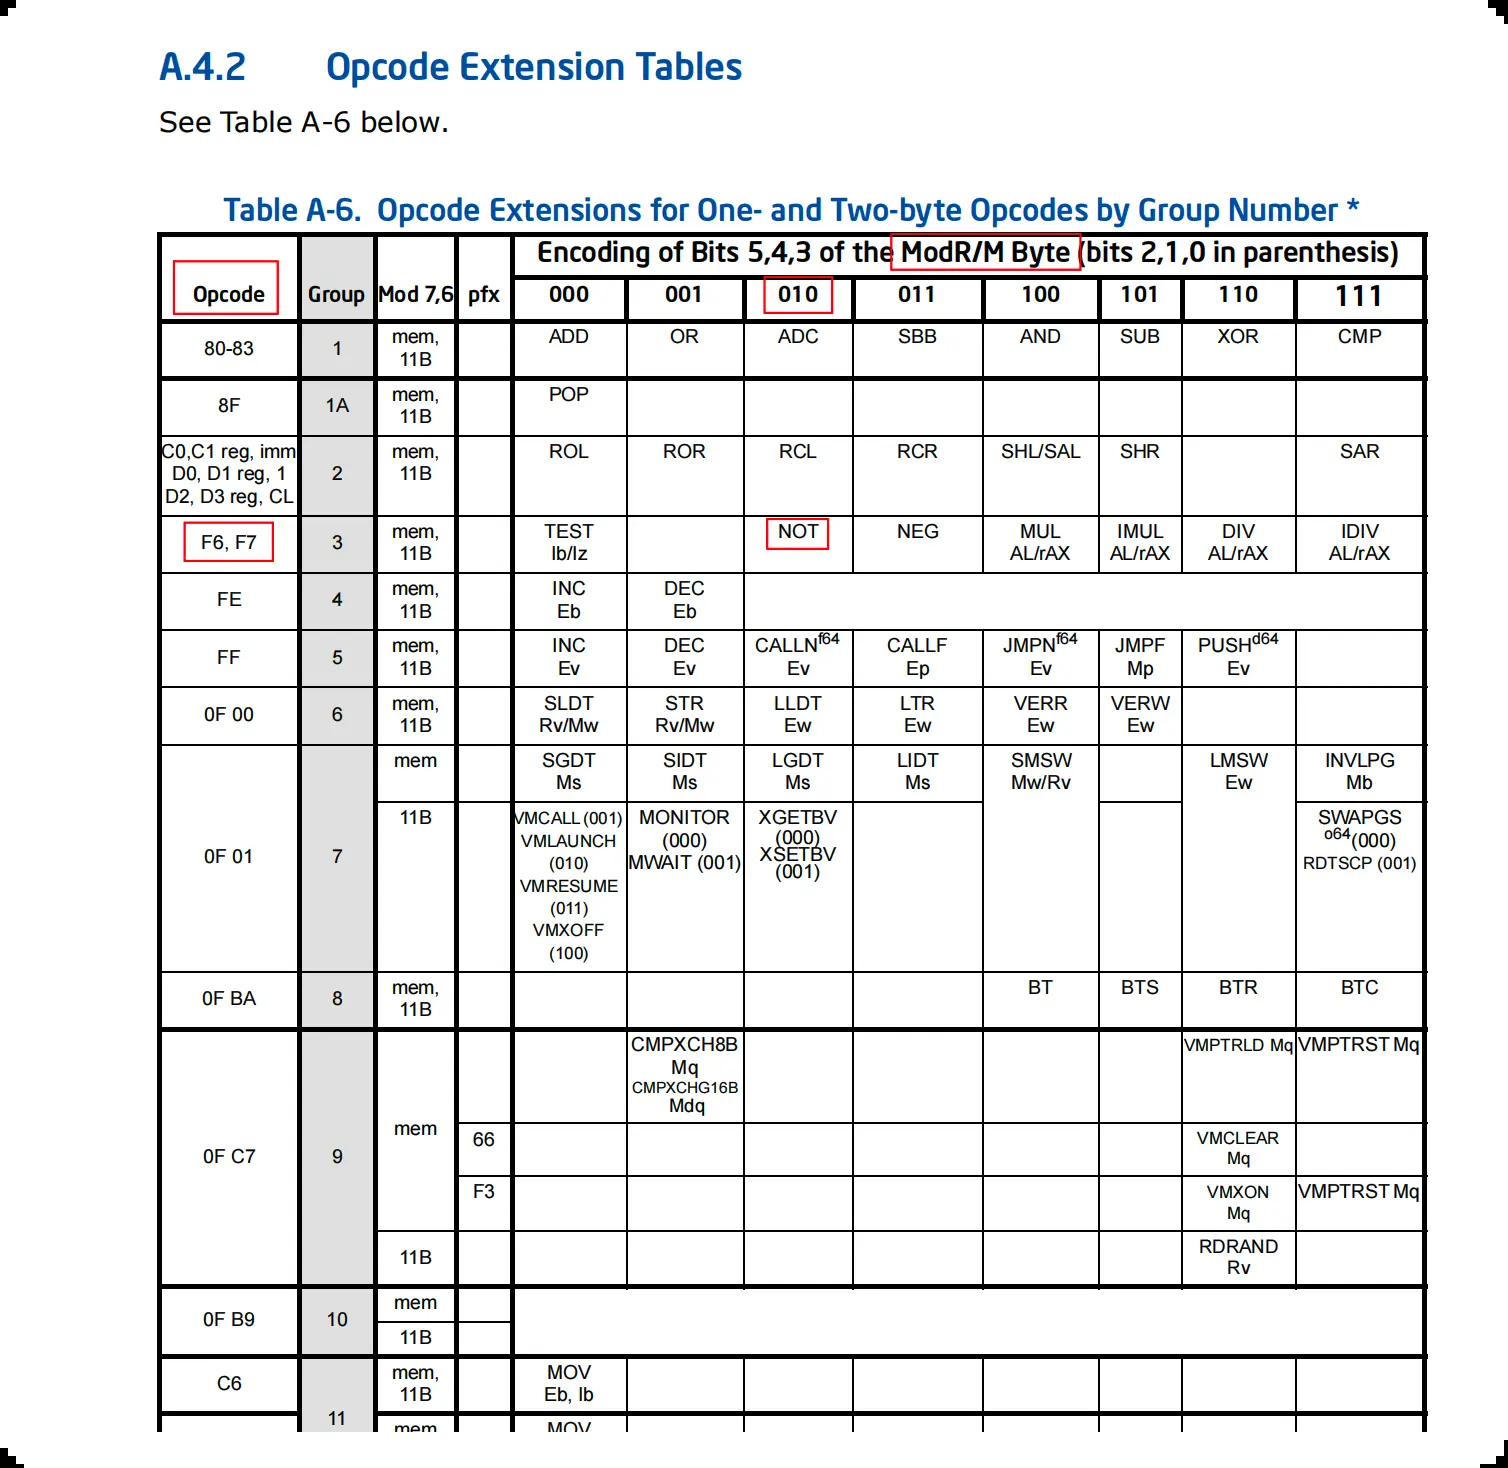 A.4.2 Opcode Extension Tables
See Table A-6 below.
Table A-6. Opcode Extensions for One- and Two-byte Opcodes by Group Number *
Encoding of Bits 5,4,3 of the ModR/M Byte (bits 2,1,0 in parenthesis)
Opcode Group Mod 7,6 pfx 000 001 010 011 100 101 110 111
80-83 1 mem, 11B ADD OR ADC SBB AND SUB XOR CMP
8F 1A mem, 11B POP
C0,C1 reg, imm
D0, D1 reg, 1
D2, D3 reg, CL
2 mem, 11B ROL ROR RCL RCR SHL/SAL SHR SAR
F6, F7 3 mem, 11B TEST Ib/Iz NOT NEG MUL AL/rAX IMUL AL/rAX DIV AL/rAX IDIV AL/rAX
FE 4 mem, 11B INC Eb DEC Eb
FF 5 mem, 11B INC Ev DEC Ev CALLN f64 Ev CALLF Ep JMPN f64 Ev JMPF Mp PUSH d64 Ev
0F 00 6 mem, 11B SLDT Rv/Mw STR Rv/Mw LLDT Ew LTR Ew VERR Ew VERW Ew
0F 01 7 mem SGDT Ms SIDT Ms LGDT Ms LIDT Ms SMSW Mw/Rv LMSW Ew INVLPG Mb
11B VMCALL (001) VMLAUNCH (010) VMRESUME (011) VMXOFF (100) MONITOR (000) MWAIT (001) XGETBV (000) XSETBV (001) SWAPGS o64 (000) RDTSCP (001)
0F BA 8 mem, 11B BT BTS BTR BTC
0F C7 9 mem CMPXCH8B Mq CMPXCHG16B Mdq VMPTRLD Mq VMPTRST Mq
66 VMCLEAR Mq
F3 VMXON Mq VMPTRST Mq
11B RDRAND Rv
0F B9 10 mem
11B
C6 11 mem, 11B MOV Eb, Ib
mem MOV